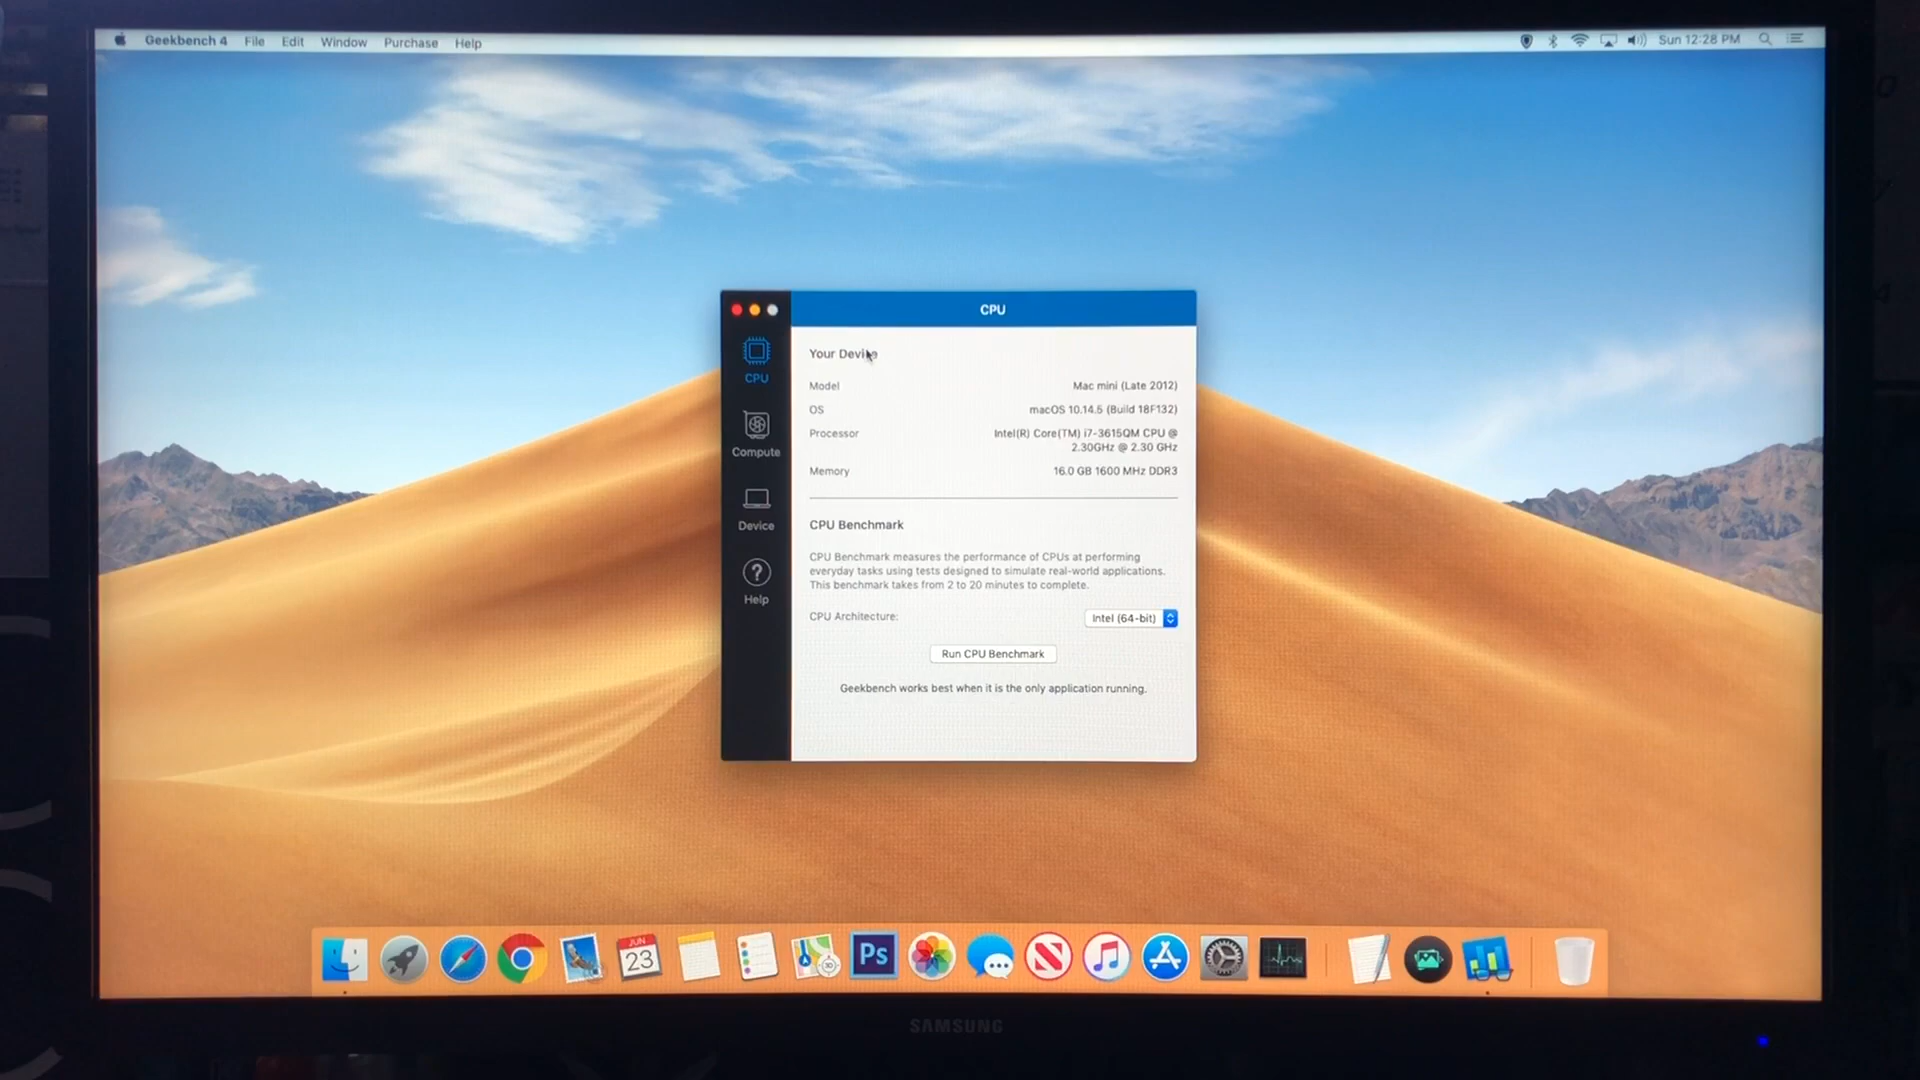 Geekbench 4 File Edit Window Purchase Help Sun 12:28 PM
CPU
CPU
Compute
Device
?
Help
Your Device
Model Mac mini (Late 2012)
OS macOS 10.14.5 (Build 18F132)
Processor Intel(R) Core(TM) i7-3615QM CPU @
2.30GHz @ 2.30 GHz
Memory 16.0 GB 1600 MHz DDR3
CPU Benchmark
CPU Benchmark measures the performance of CPUs at performing
everyday tasks using tests designed to simulate real-world applications.
This benchmark takes from 2 to 20 minutes to complete.
CPU Architecture: Intel (64-bit)
Run CPU Benchmark
Geekbench works best when it is the only application running.
JUN
23
3D
Ps
SAMSUNG